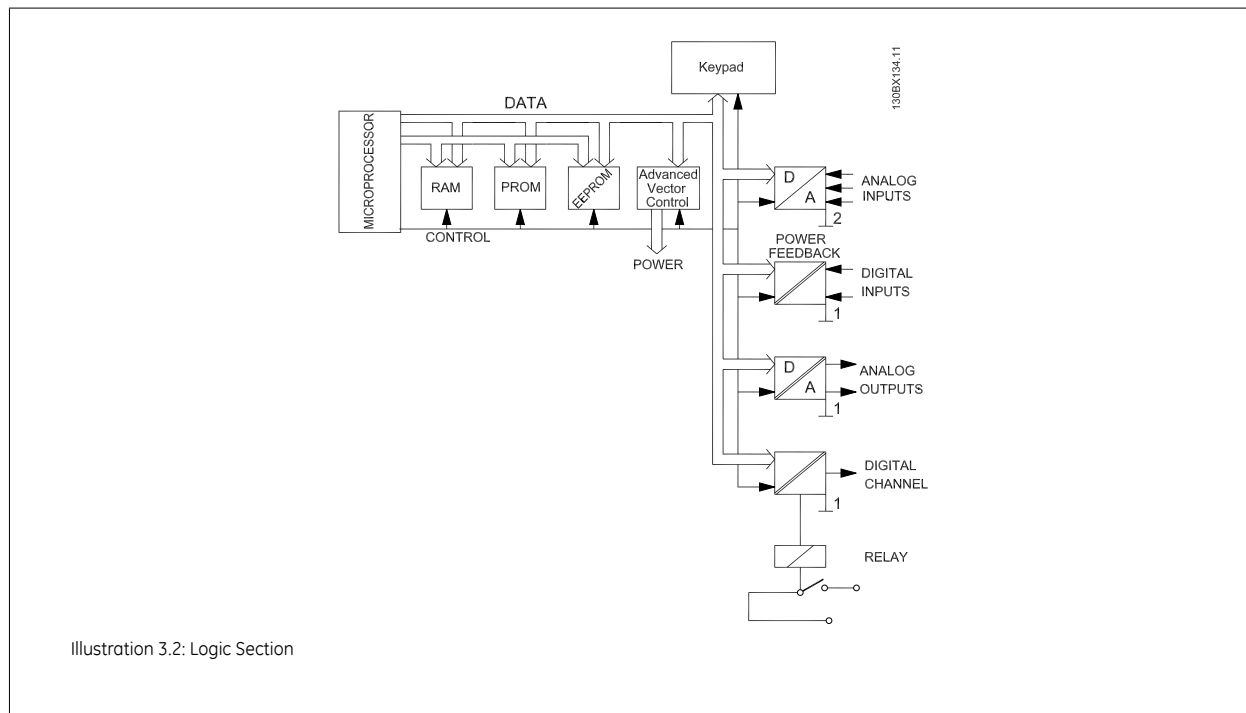 Keypad
130BX134.11
DATA
MICROPROCESSOR
RAM
PROM
EEPROM
Advanced
Vector
Control
CONTROL
POWER
D
A
ANALOG
INPUTS
2
POWER
FEEDBACK
DIGITAL
INPUTS
1
D
A
ANALOG
OUTPUTS
1
DIGITAL
CHANNEL
1
RELAY
Illustration 3.2: Logic Section